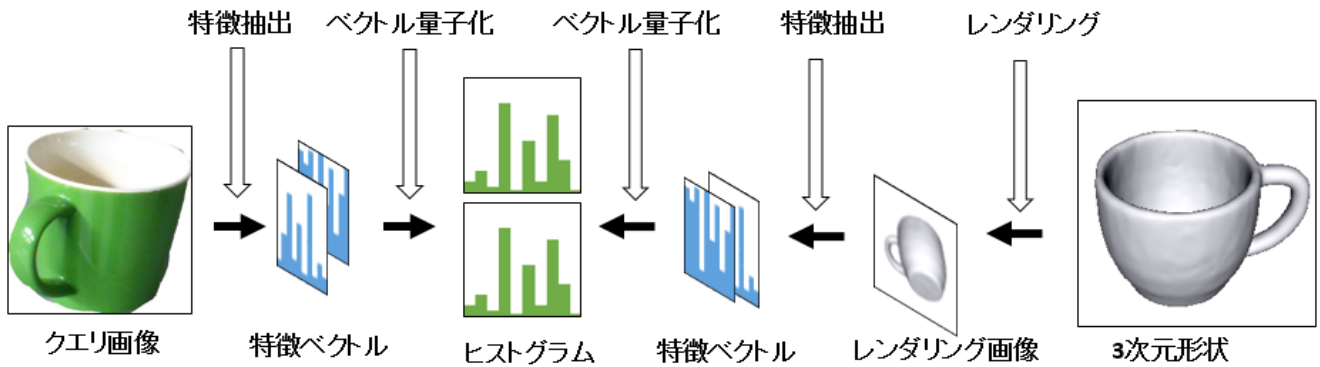 特徴抽出 ベクトル量子化 ベクトル量子化 特徴抽出 レンダリング
クエリ画像 特徴ベクトル ヒストグラム 特徴ベクトル レンダリング画像 3次元形状